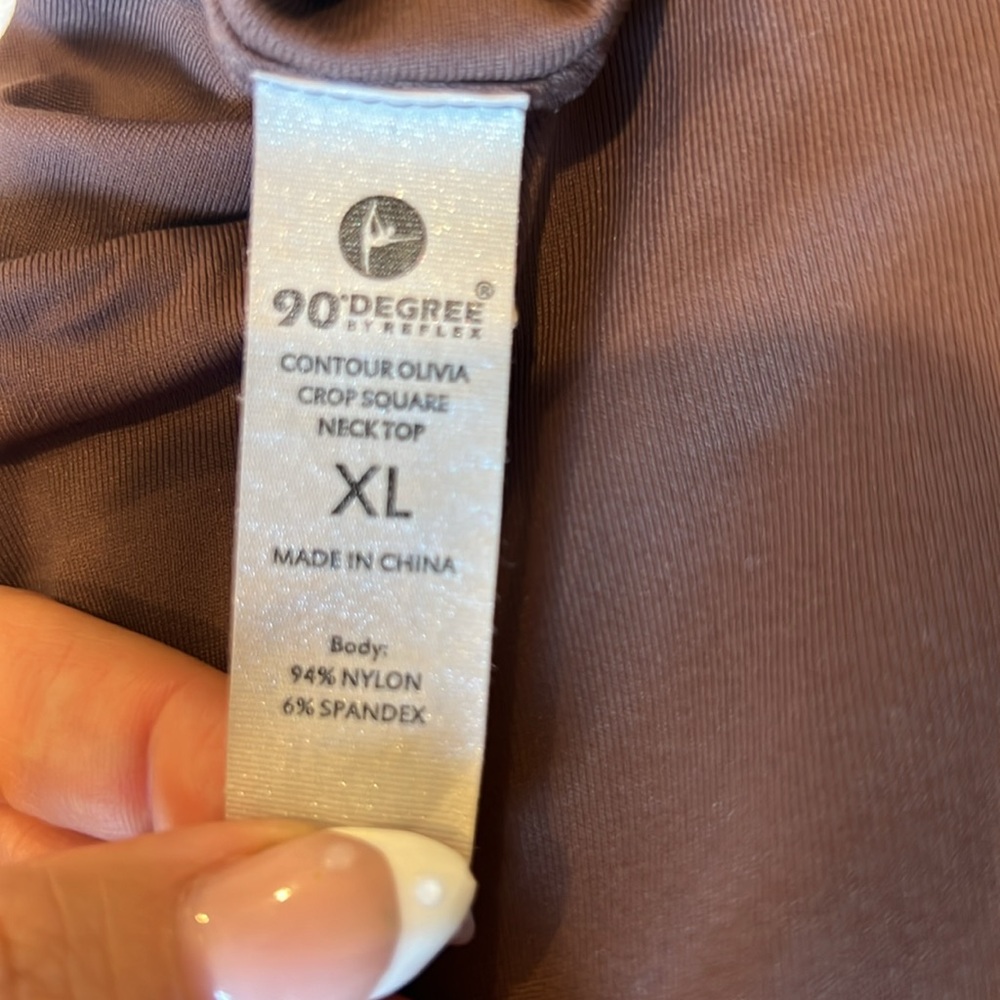 90°DEGREE®
BY REFLEX
CONTOUR OLIVIA
CROP SQUARE
NECK TOP
XL
MADE IN CHINA
Body:
94% NYLON
6% SPANDEX